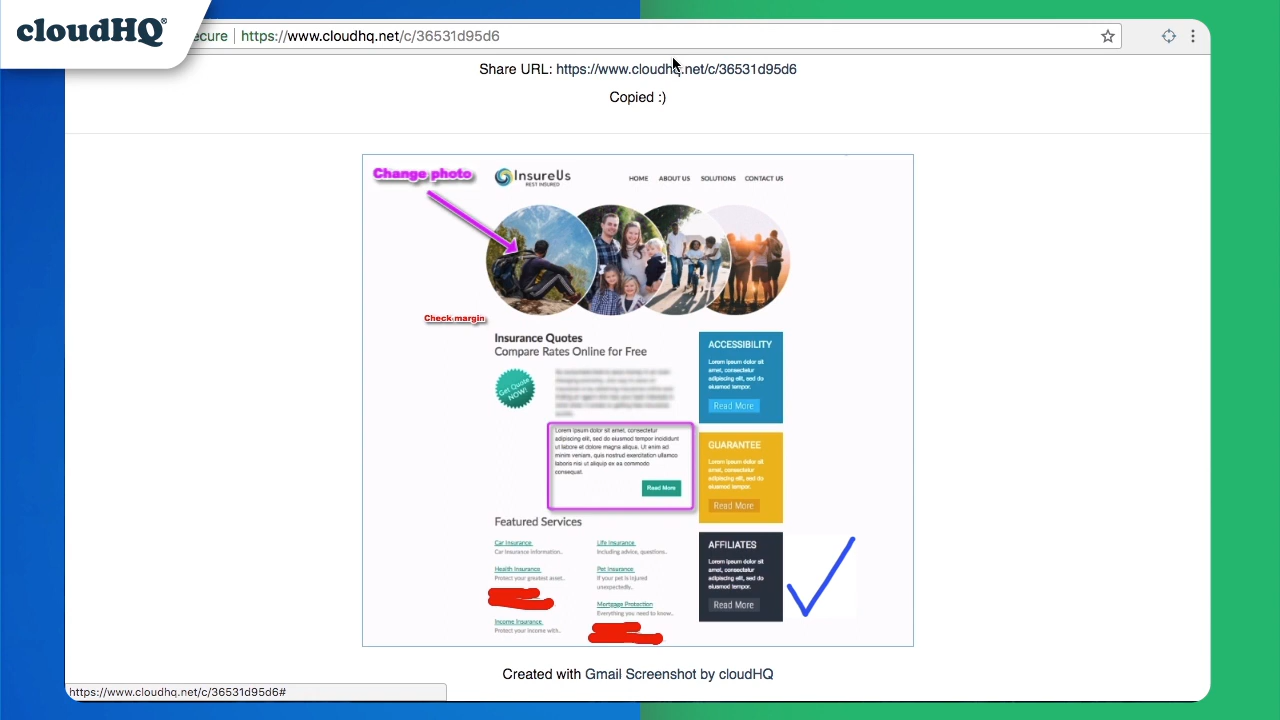 cloudHQ®
ecure | https://www.cloudhq.net/c/36531d95d6
Share URL: https://www.cloudhq.net/c/36531d95d6
Copied :)
Change photo
InsureUs
REST INSURED
HOME ABOUT US SOLUTIONS CONTACT US
Check margin
Insurance Quotes
Compare Rates Online for Free
Get Quote
NOW!
Lorem ipsum dolor sit amet, consectetur
adipiscing elit, sed do eiusmod tempor incididunt
ut labore et dolore magna aliqua. Ut enim ad
minim veniam, quis nostrud exercitation ullamco
laboris nisi ut aliquip ex ea commodo
consequat.
Read More
ACCESSIBILITY
Lorem ipsum dolor sit
amet, consectetur
adipiscing elit, sed do
eiusmod tempor.
Read More
GUARANTEE
Lorem ipsum dolor sit
amet, consectetur
adipiscing elit, sed do
eiusmod tempor.
Read More
AFFILIATES
Lorem ipsum dolor sit
amet, consectetur
adipiscing elit, sed do
eiusmod tempor.
Read More
Featured Services
Car Insurance
Car insurance information..
Health Insurance
Protect your greatest asset..
Income Insurance
Protect your income with..
Life Insurance
Including advice, questions..
Pet Insurance
If your pet is injured
unexpectedly..
Mortgage Protection
Everything you need to know..
Created with Gmail Screenshot by cloudHQ
https://www.cloudhq.net/c/36531d95d6#